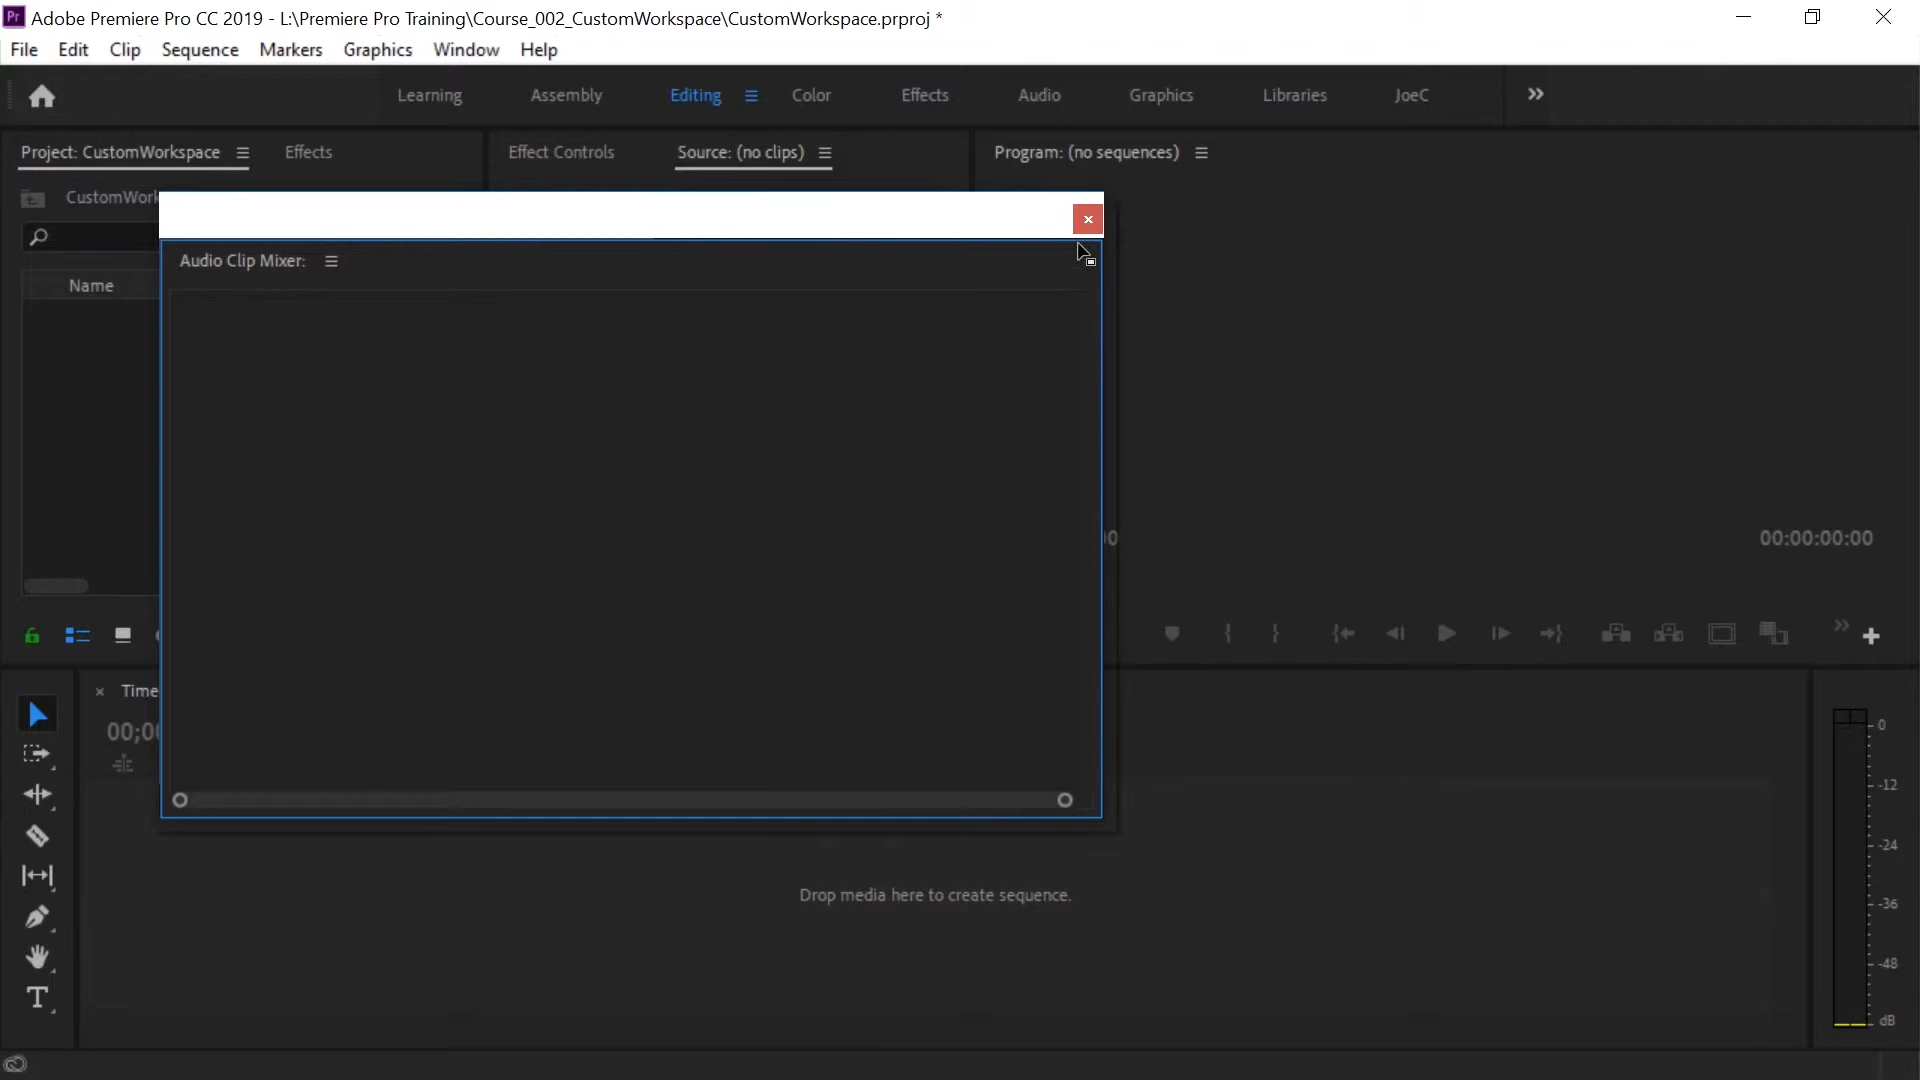 Pr Adobe Premiere Pro CC 2019 - L:\Premiere Pro Training\Course_002_CustomWorkspace\CustomWorkspace.prproj *
File Edit Clip Sequence Markers Graphics Window Help
Learning Assembly Editing Color Effects Audio Graphics Libraries JoeC
Project: CustomWorkspace Effects Effect Controls Source: (no clips) Program: (no sequences)
CustomWork
Audio Clip Mixer:
Name
00:00:00:00
Time
00;00
0
-12
-24
Drop media here to create sequence.
-36
-48
dB